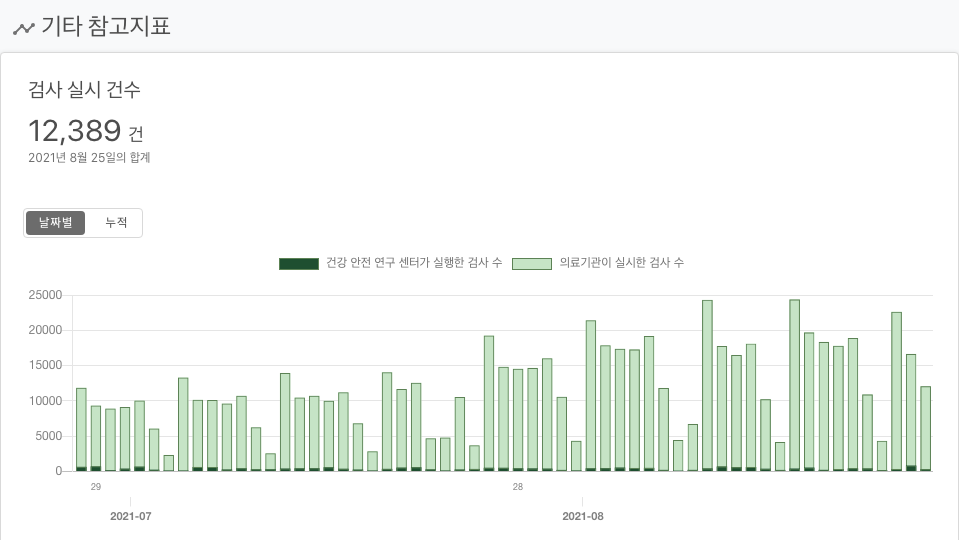 기타 참고지표
검사 실시 건수
12,389 건
2021년 8월 25일의 합계
날짜별 누적
건강 안전 연구 센터가 실행한 검사 수 의료기관이 실시한 검사 수
25000
20000
15000
10000
5000
0
29 28
2021-07 2021-08